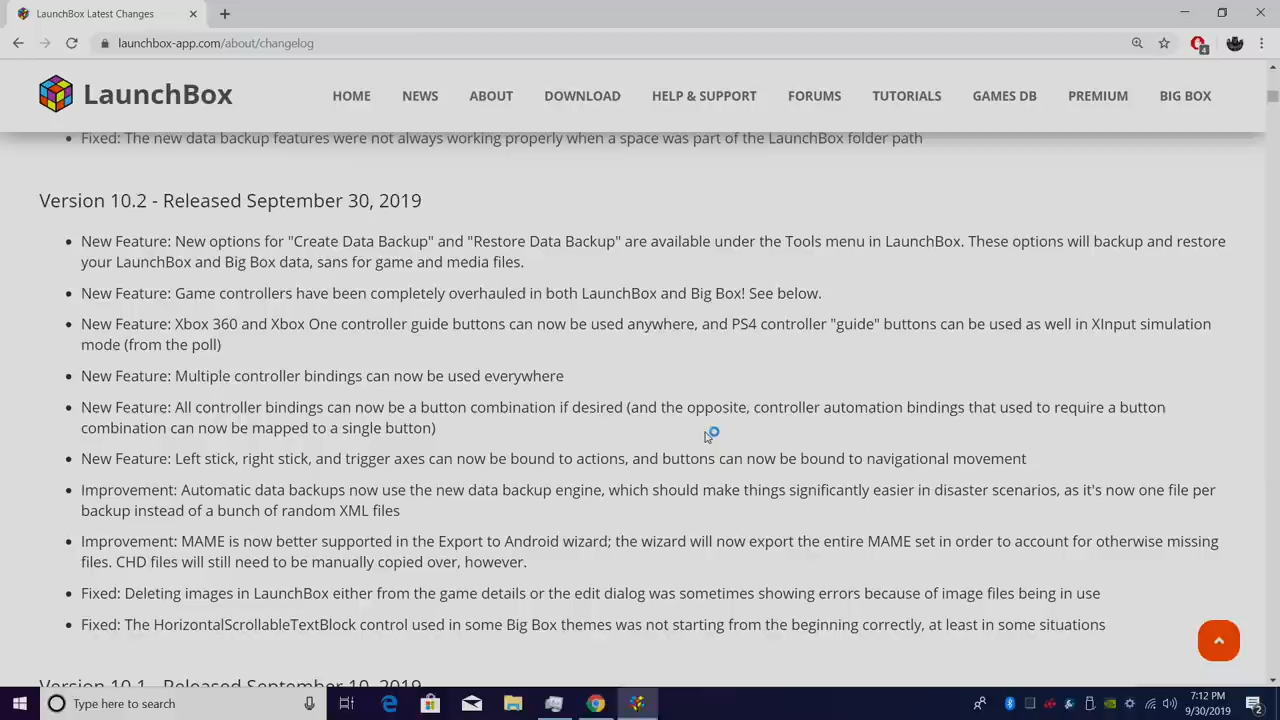 LaunchBox Latest Changes
launchbox-app.com/about/changelog
4
LaunchBox
HOME NEWS ABOUT DOWNLOAD HELP & SUPPORT FORUMS TUTORIALS GAMES DB PREMIUM BIG BOX
Fixed: The new data backup features were not always working properly when a space was part of the LaunchBox folder path
Version 10.2 - Released September 30, 2019
New Feature: New options for "Create Data Backup" and "Restore Data Backup" are available under the Tools menu in LaunchBox. These options will backup and restore
your LaunchBox and Big Box data, sans for game and media files.
New Feature: Game controllers have been completely overhauled in both LaunchBox and Big Box! See below.
New Feature: Xbox 360 and Xbox One controller guide buttons can now be used anywhere, and PS4 controller "guide" buttons can be used as well in XInput simulation
mode (from the poll)
New Feature: Multiple controller bindings can now be used everywhere
New Feature: All controller bindings can now be a button combination if desired (and the opposite, controller automation bindings that used to require a button
combination can now be mapped to a single button)
New Feature: Left stick, right stick, and trigger axes can now be bound to actions, and buttons can now be bound to navigational movement
Improvement: Automatic data backups now use the new data backup engine, which should make things significantly easier in disaster scenarios, as it's now one file per
backup instead of a bunch of random XML files
Improvement: MAME is now better supported in the Export to Android wizard; the wizard will now export the entire MAME set in order to account for otherwise missing
files. CHD files will still need to be manually copied over, however.
Fixed: Deleting images in LaunchBox either from the game details or the edit dialog was sometimes showing errors because of image files being in use
Fixed: The HorizontalScrollableTextBlock control used in some Big Box themes was not starting from the beginning correctly, at least in some situations
Version 10.1 - Released September 10, 2019
Type here to search
7:12 PM
9/30/2019
2